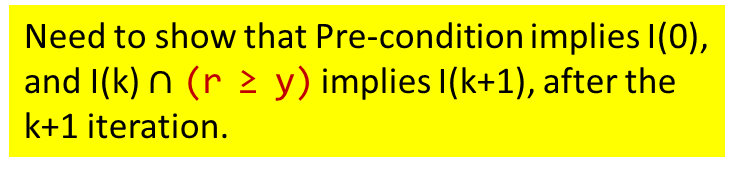 Need to show that Pre-condition implies I(0),
and I(k) ∩ (r ≥ y) implies I(k+1), after the
k+1 iteration.